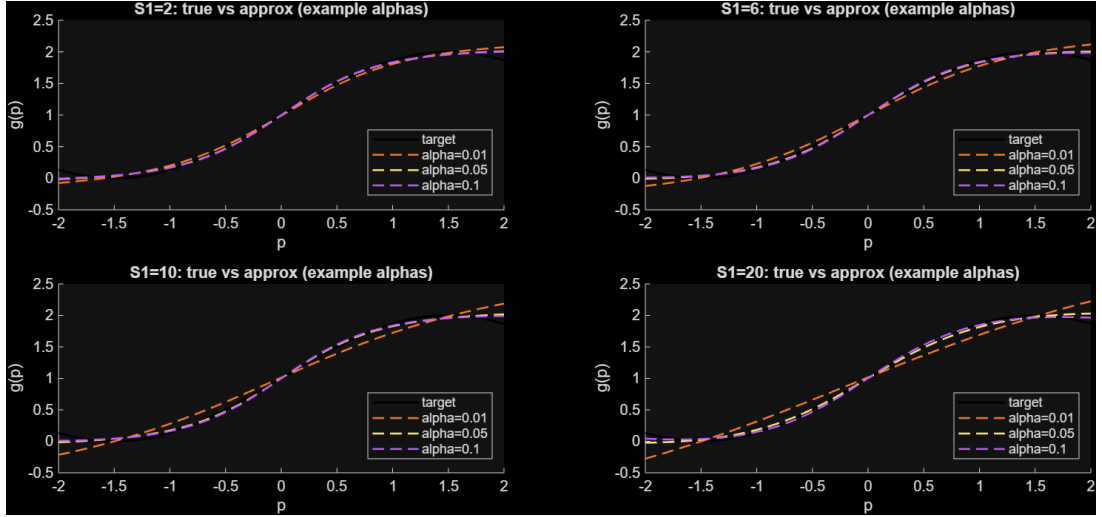 S1=2: true vs approx (example alphas)
2.5
2
1.5
1
0.5
0
-0.5
g(p)
-2 -1.5 -1 -0.5 0 0.5 1 1.5 2
p
target
alpha=0.01
alpha=0.05
alpha=0.1
S1=6: true vs approx (example alphas)
2.5
2
1.5
1
0.5
0
-0.5
g(p)
-2 -1.5 -1 -0.5 0 0.5 1 1.5 2
p
target
alpha=0.01
alpha=0.05
alpha=0.1
S1=10: true vs approx (example alphas)
2.5
2
1.5
1
0.5
0
-0.5
g(p)
-2 -1.5 -1 -0.5 0 0.5 1 1.5 2
p
target
alpha=0.01
alpha=0.05
alpha=0.1
S1=20: true vs approx (example alphas)
2.5
2
1.5
1
0.5
0
-0.5
g(p)
-2 -1.5 -1 -0.5 0 0.5 1 1.5 2
p
target
alpha=0.01
alpha=0.05
alpha=0.1